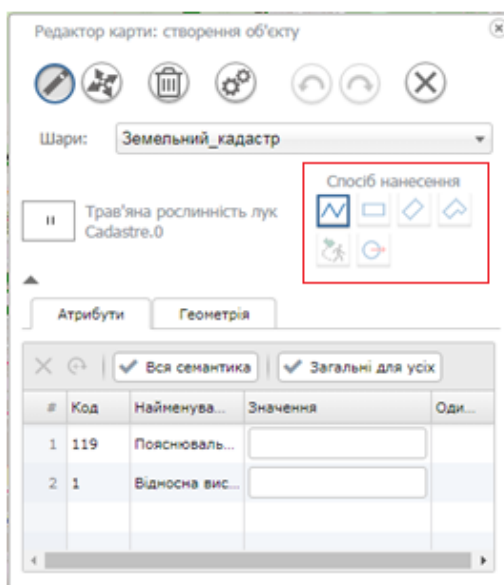 Редактор карти: створення об'єкту
Шари: Земельний_кадастр
Спосіб нанесення
Трав'яна рослинність лук
Cadastre.0
Атрибути Геометрія
Вся семантика Загальні для усіх
# Код Найменува... Значення Оди...
1 119 Пояснюваль...
2 1 Відносна вис...